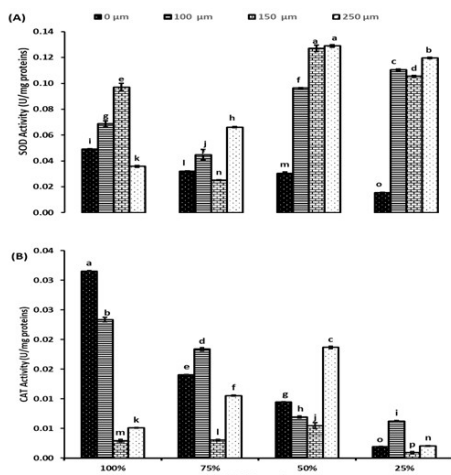 (A)
0 µm 100 µm 150 µm 250 µm
SOD Activity (U/mg proteins)
0.14
0.12
0.10
0.08
0.06
0.04
0.02
0.00
i g e k
l j n h
m f a a
o c d b
(B)
CAT Activity(U/mg proteins)
0.04
0.03
0.03
0.02
0.02
0.01
0.01
0.00
a b m k
e d l f
g h j c
o i p n
100% 75% 50% 25%